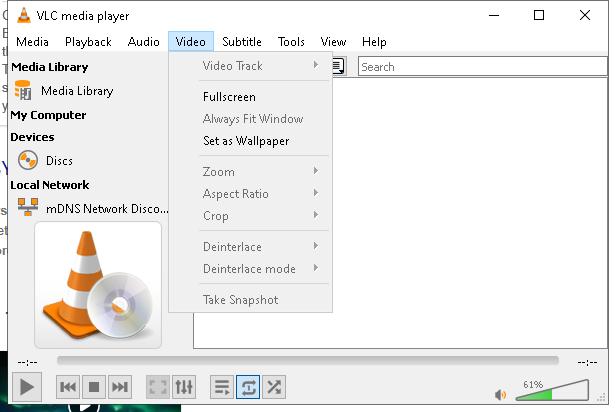 VLC media player
Media Playback Audio Video Subtitle Tools View Help
Media Library
Media Library
My Computer
Devices
Discs
Local Network
mDNS Network Disco...
Video Track
Fullscreen
Always Fit Window
Set as Wallpaper
Zoom
Aspect Ratio
Crop
Deinterlace
Deinterlace mode
Take Snapshot
Search
--:-- --:--
61%